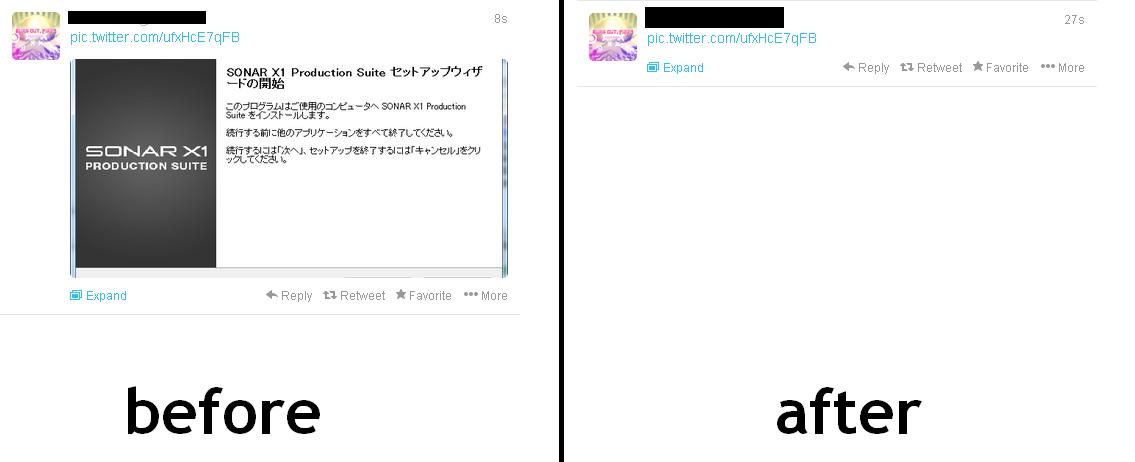 8s
pic.twitter.com/ufxHcE7qFB
SONAR X1 Production Suite セットアップウィザ
ードの開始
このプログラムはご使用のコンピュータへ SONAR X1 Production
Suite をインストールします。
続行する前に他のアプリケーションをすべて終了してください。
続行するには「次へ」、セットアップを終了するには「キャンセル」をクリ
ックしてください。
SONAR X1
PRODUCTION SUITE
Expand Reply Retweet Favorite More
before
27s
pic.twitter.com/ufxHcE7qFB
Expand Reply Retweet Favorite More
after